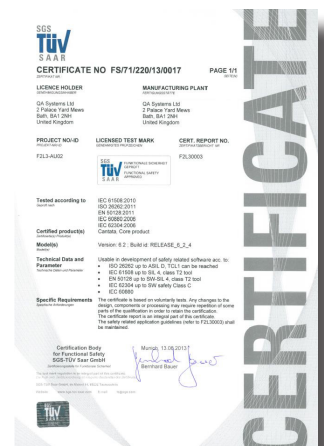 SGS
TÜV
SAAR
CERTIFICATE NO FS/71/220/13/0017
PAGE 1/1
LICENCE HOLDER
MANUFACTURING PLANT
QA Systems Ltd
2 Palace Yard Mews
Bath, BA1 2NH
United Kingdom
QA Systems Ltd
2 Palace Yard Mews
Bath, BA1 2NH
United Kingdom
PROJECT NO/-ID
LICENSED TEST MARK
CERT. REPORT NO.
F2L3-AU02
F2L30003
SGS
TÜV
SAAR
FUNKTIONALE SICHERHEIT
GEPRÜFT
FUNCTIONAL SAFETY
APPROVED
Tested according to
IEC 61508:2010
ISO 26262:2011
EN 50128:2011
IEC 60880:2006
IEC 62304:2006
Certified product(s)
Cantata, Core product
Model(s)
Version: 6.2 , Build id: RELEASE_6_2_4
Technical Data and
Parameter
Usable in development of safety related software acc. to:
• ISO 26262 up to ASIL D, TCL1 can be reached
• IEC 61508 up to SIL 4, class T2 tool
• EN 50128 up to SW-SIL 4, class T2 tool
• IEC 62304 up to SW safety Class C
• IEC 60880
Specific Requirements
The certificate is based on voluntary tests. Any changes to the
design, components or processing may require repetition of some
parts of the qualification in order to retain the certification.
The certificate report is an integral part of this certificate.
The safety related application guidelines (refer to F2L30003) shall
be maintained.
Certification Body
for Functional Safety
SGS-TÜV Saar GmbH
Munich, 13.06.2013
Bernhard Bauer
TÜV
CERTIFICATE